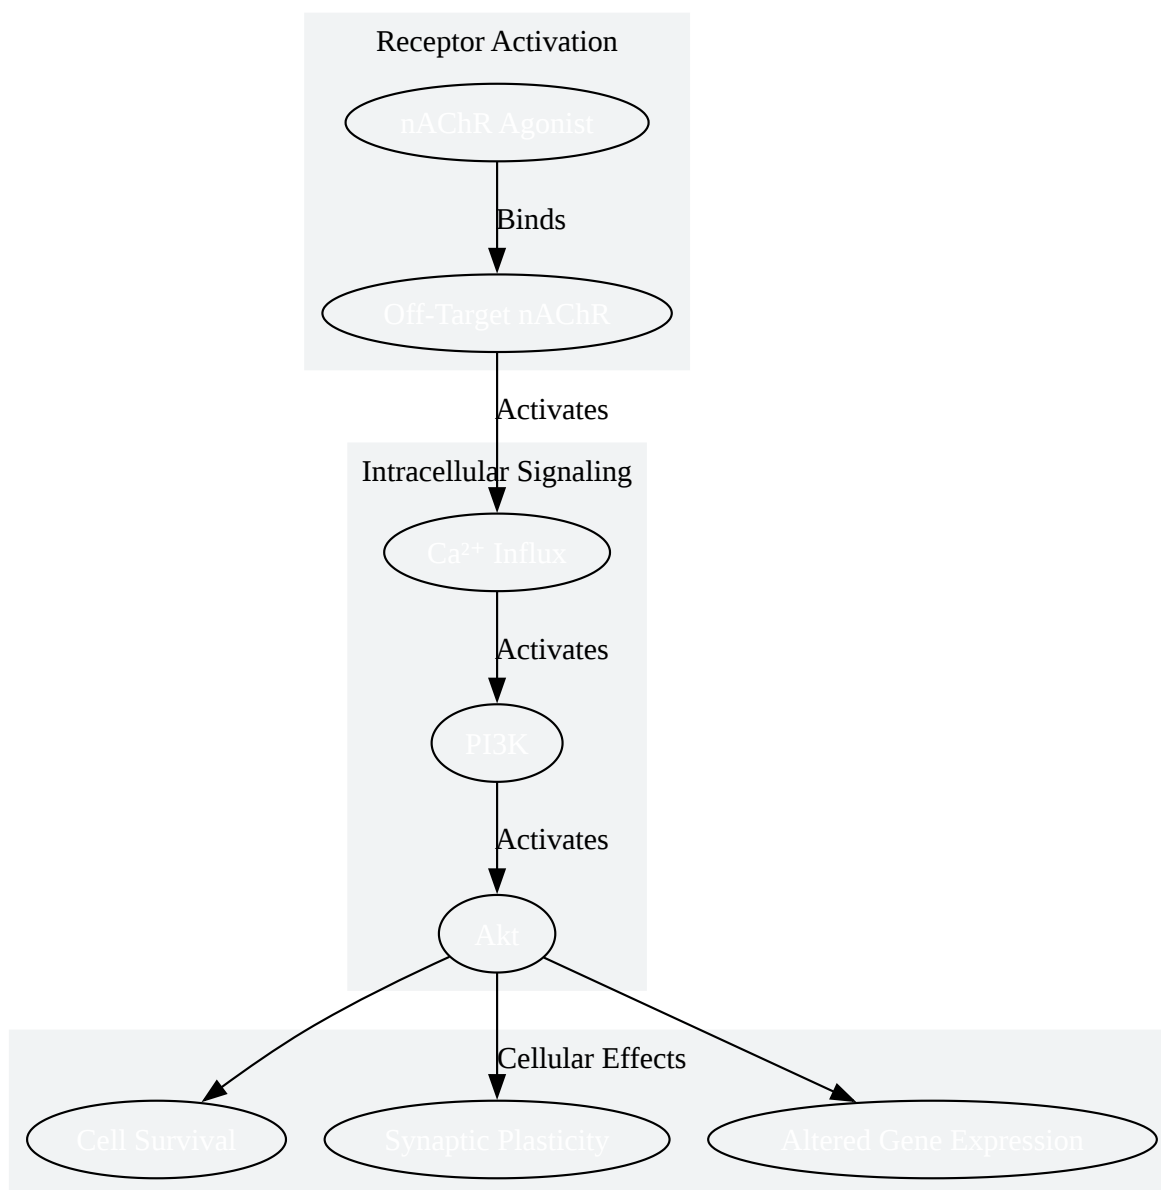 Receptor Activation
nAChR Agonist
Binds
Off-Target nAChR
Activates
Intracellular Signaling
Ca²⁺ Influx
Activates
PI3K
Activates
Akt
Cellular Effects
Cell Survival
Synaptic Plasticity
Altered Gene Expression